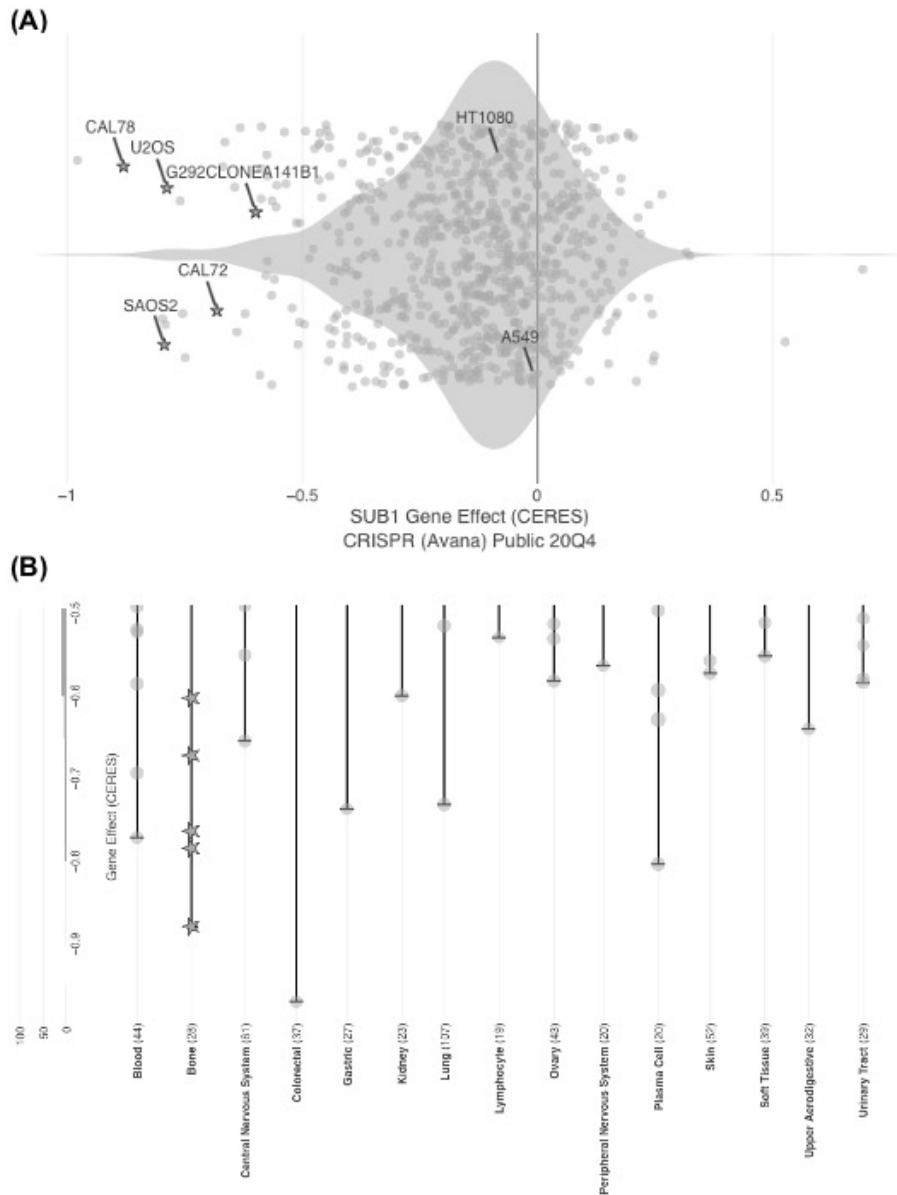 (A)
CAL78
U2OS
G292CLONEA141B1
HT1080
CAL72
SAOS2
A549
-1
-0.5
0
0.5
SUB1 Gene Effect (CERES)
CRISPR (Avana) Public 20Q4
(B)
-0.5
-0.6
-0.7
-0.8
-0.9
Gene Effect (CERES)
100
50
0
Blood (44)
Bone (28)
Central Nervous System (61)
Colorectal (37)
Gastric (27)
Kidney (23)
Lung (107)
Lymphocyte (19)
Ovary (43)
Peripheral Nervous System (20)
Plasma Cell (20)
Skin (52)
Soft Tissue (39)
Upper Aerodigestive (32)
Urinary Tract (29)